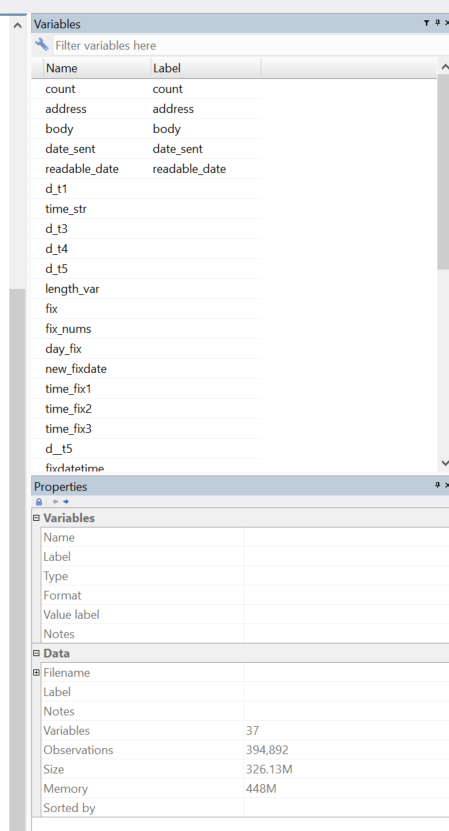 Variables
Filter variables here
Name Label
count count
address address
body body
date_sent date_sent
readable_date readable_date
d_t1
time_str
d_t3
d_t4
d_t5
length_var
fix
fix_nums
day_fix
new_fixdate
time_fix1
time_fix2
time_fix3
d__t5
fixdatetime
Properties
Variables
Name
Label
Type
Format
Value label
Notes
Data
Filename
Label
Notes
Variables 37
Observations 394,892
Size 326.13M
Memory 448M
Sorted by